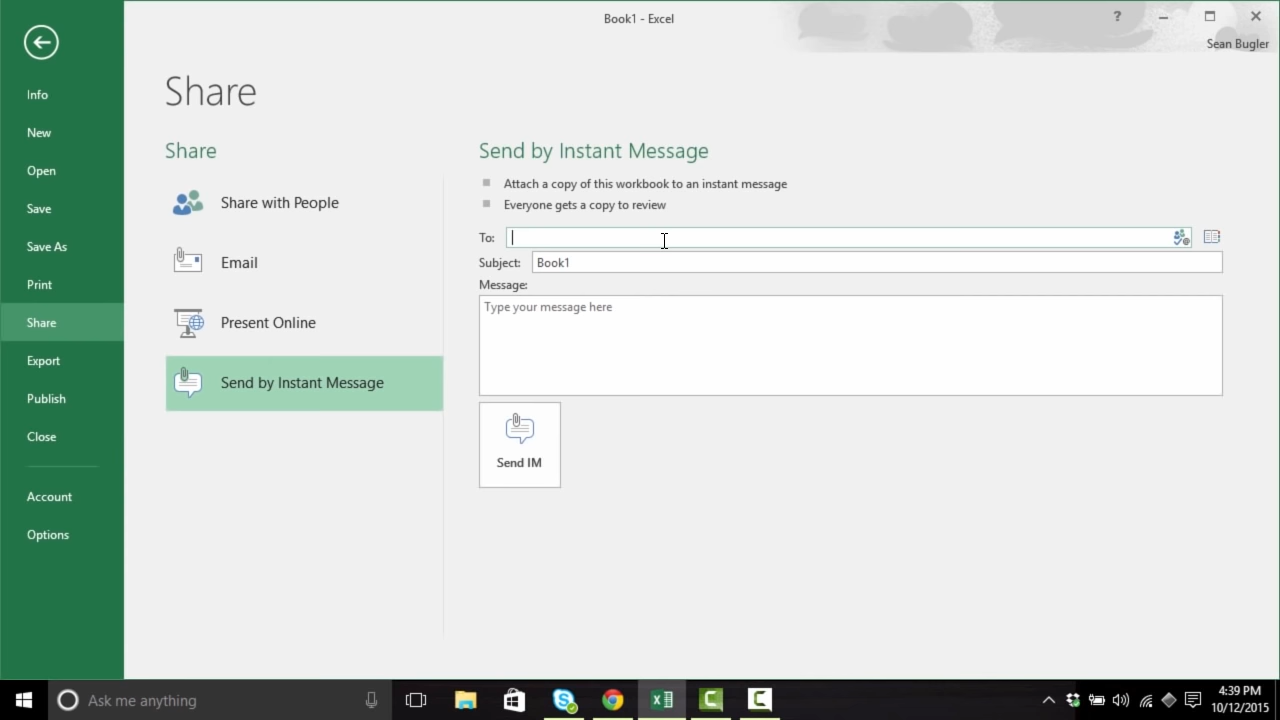 Book1 - Excel
?
Sean Bugler
Info
New
Open
Save
Save As
Print
Share
Export
Publish
Close
Account
Options
Share
Share
Share with People
Email
Present Online
Send by Instant Message
Send by Instant Message
Attach a copy of this workbook to an instant message
Everyone gets a copy to review
To:
Subject: Book1
Message:
Type your message here
Send IM
Ask me anything
4:39 PM
10/12/2015